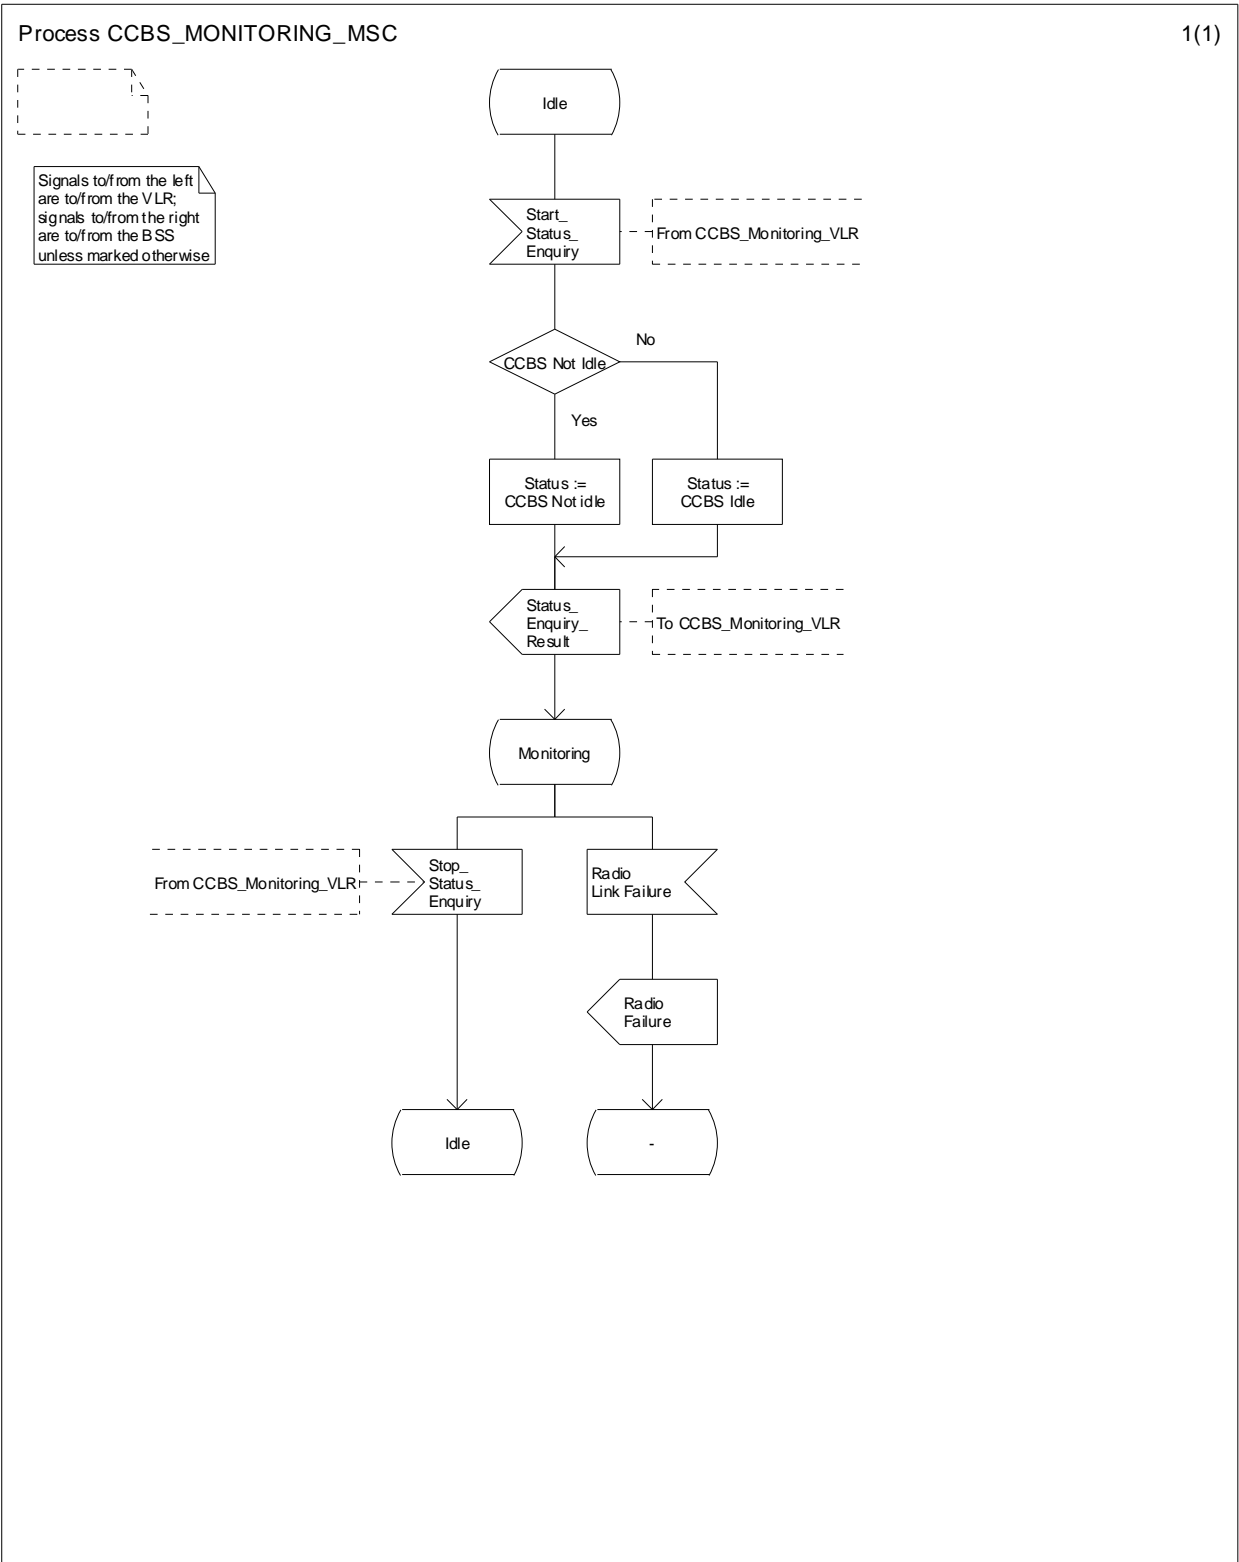 Process CCBS_MONITORING_MSC
1(1)
Idle
Signals to/from the left
are to/from the VLR;
signals to/from the right
are to/from the BSS
unless marked otherwise
Start_
Status_
Enquiry
From CCBS_Monitoring_VLR
No
CCBS Not Idle
Yes
Status :=
CCBS Not idle
Status :=
CCBS Idle
Status_
Enquiry_
Result
To CCBS_Monitoring_VLR
Monitoring
From CCBS_Monitoring_VLR
Stop_
Status_
Enquiry
Radio
Link Failure
Radio
Failure
Idle
-